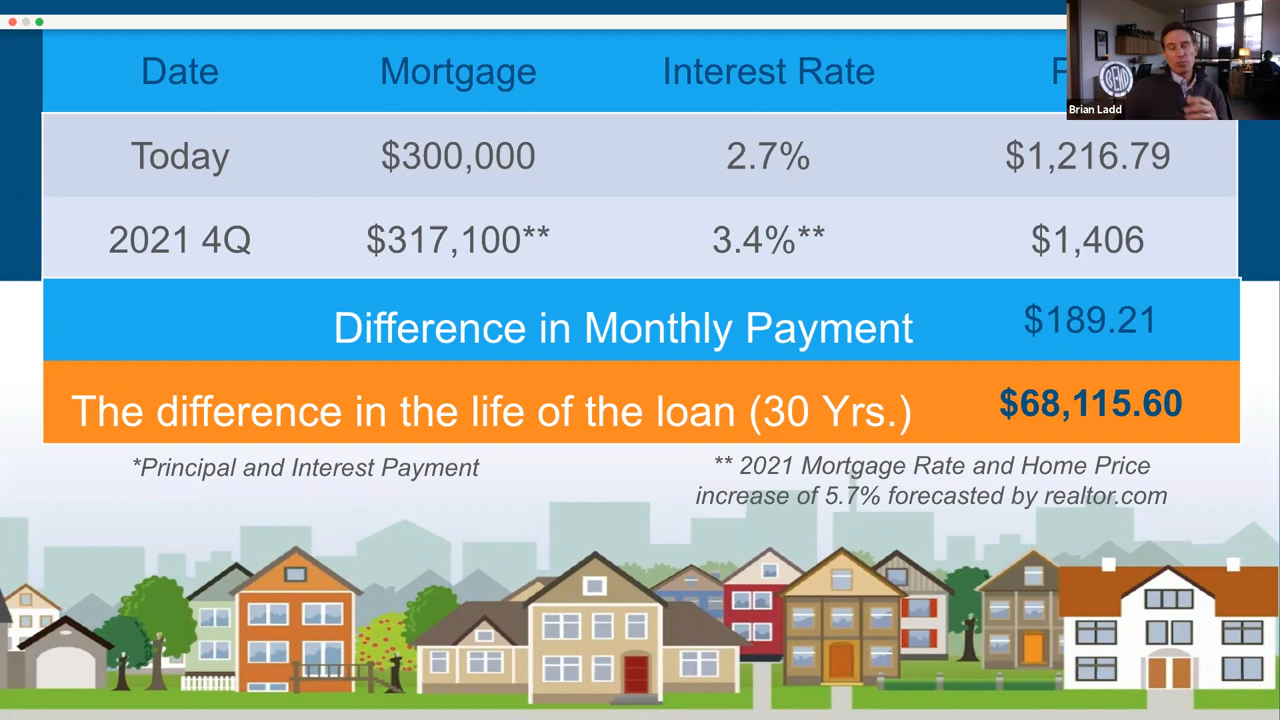 Date Mortgage Interest Rate
Brian Ladd
BEND
Today $300,000 2.7% $1,216.79
2021 4Q $317,100** 3.4%** $1,406
Difference in Monthly Payment $189.21
The difference in the life of the loan (30 Yrs.) $68,115.60
*Principal and Interest Payment
** 2021 Mortgage Rate and Home Price
increase of 5.7% forecasted by realtor.com